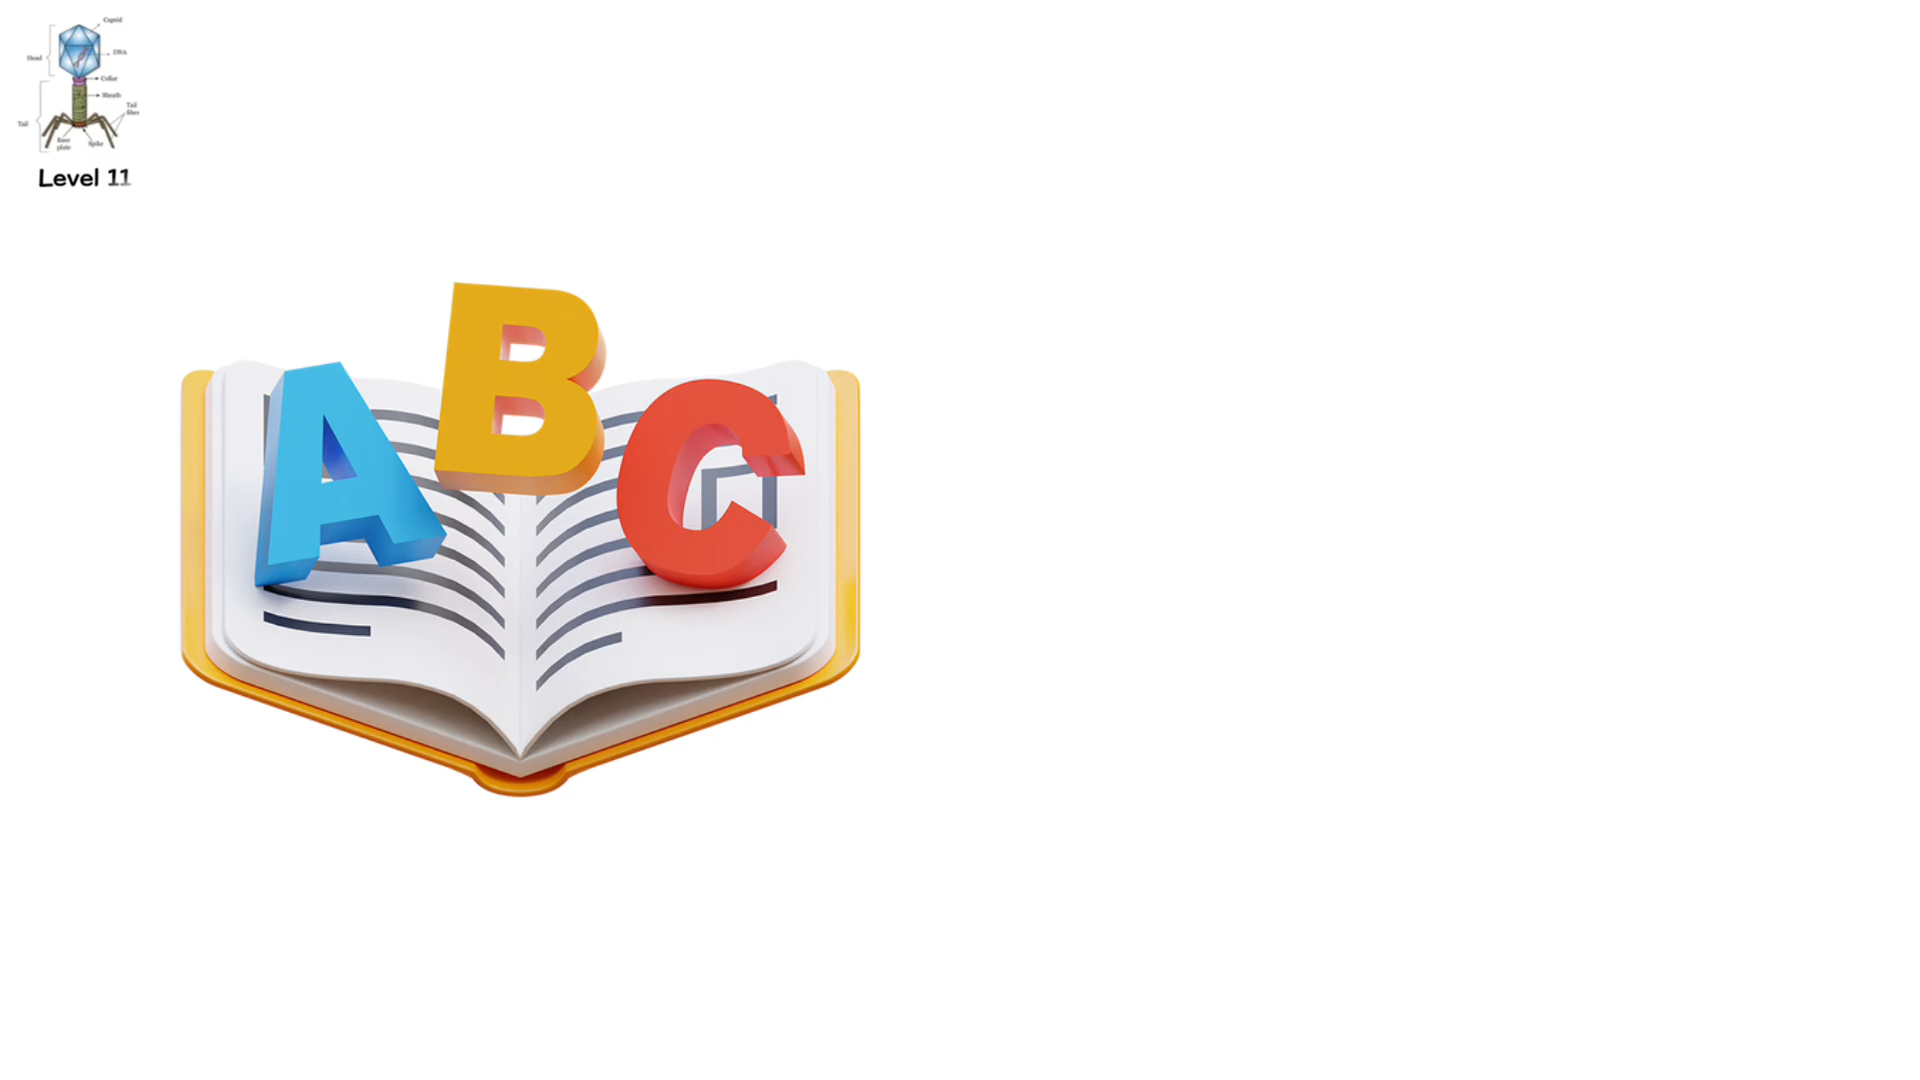 Capsid
Head
DNA
Collar
Sheath
Tail
fiber
Tail
Base
plate
Spike
Level 11
A
B
C